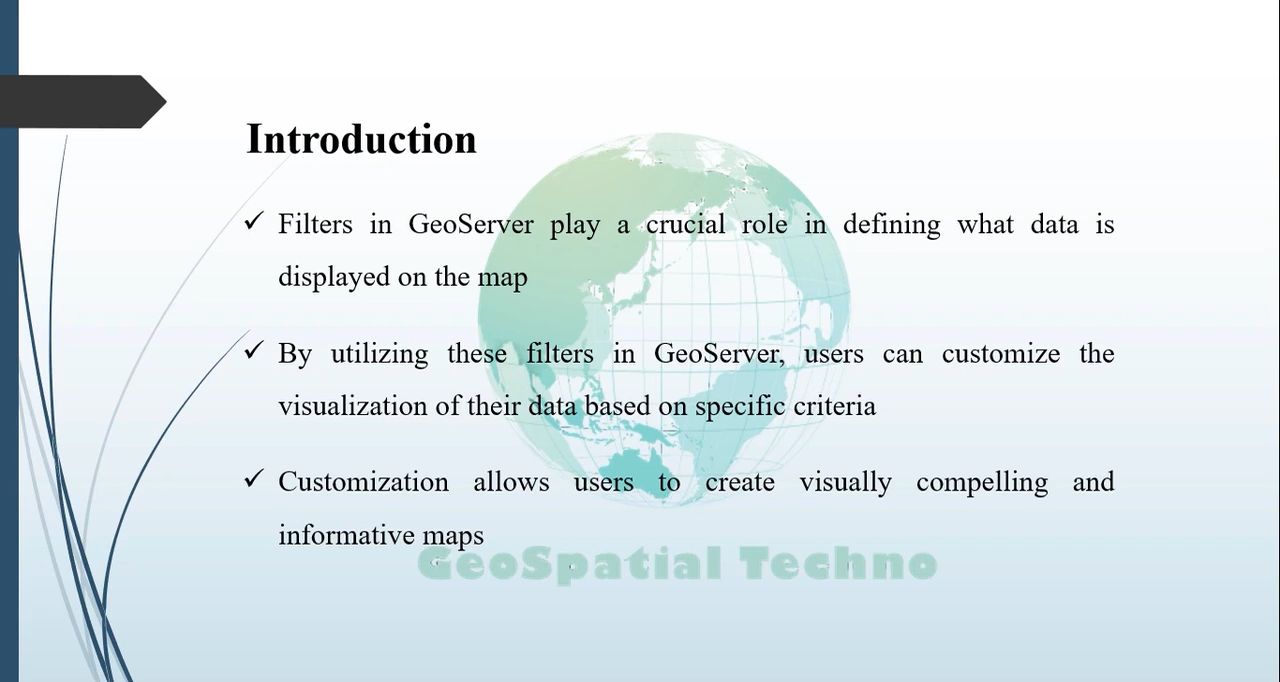 Introduction
✓ Filters in GeoServer play a crucial role in defining what data is
displayed on the map
✓ By utilizing these filters in GeoServer, users can customize the
visualization of their data based on specific criteria
✓ Customization allows users to create visually compelling and
informative maps
GeoSpatial Techno